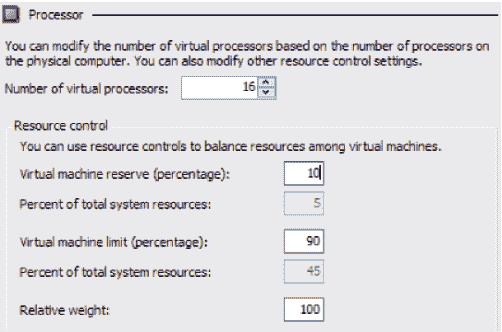 Processor
You can modify the number of virtual processors based on the number of processors on
the physical computer. You can also modify other resource control settings.
Number of virtual processors: 16
Resource control
You can use resource controls to balance resources among virtual machines.
Virtual machine reserve (percentage): 10
Percent of total system resources: 5
Virtual machine limit (percentage): 90
Percent of total system resources: 45
Relative weight: 100